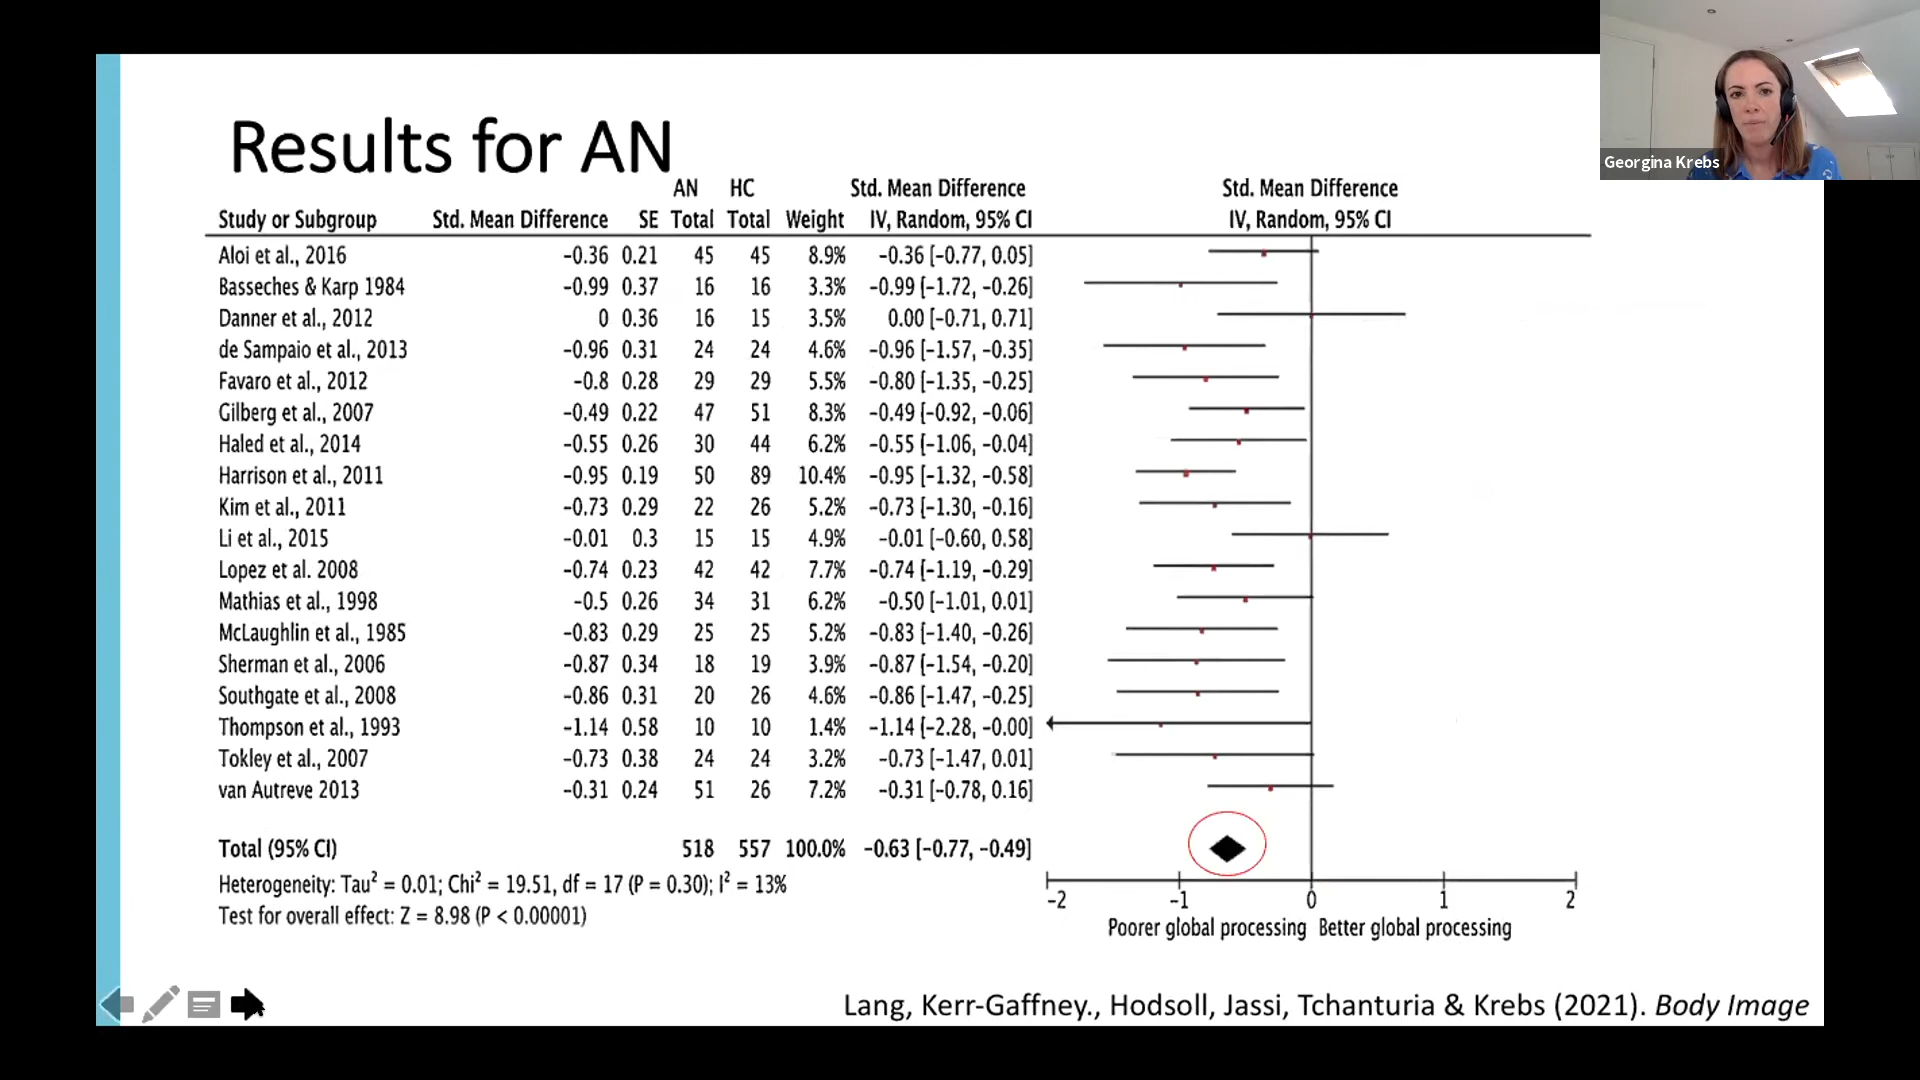 Results for AN
Georgina Krebs
AN HC Std. Mean Difference Std. Mean Difference
Study or Subgroup Std. Mean Difference SE Total Total Weight IV, Random, 95% CI IV, Random, 95% CI
Aloi et al., 2016 −0.36 0.21 45 45 8.9% −0.36 [−0.77, 0.05]
Basseches & Karp 1984 −0.99 0.37 16 16 3.3% −0.99 [−1.72, −0.26]
Danner et al., 2012 0 0.36 16 15 3.5% 0.00 [−0.71, 0.71]
de Sampaio et al., 2013 −0.96 0.31 24 24 4.6% −0.96 [−1.57, −0.35]
Favaro et al., 2012 −0.8 0.28 29 29 5.5% −0.80 [−1.35, −0.25]
Gilberg et al., 2007 −0.49 0.22 47 51 8.3% −0.49 [−0.92, −0.06]
Haled et al., 2014 −0.55 0.26 30 44 6.2% −0.55 [−1.06, −0.04]
Harrison et al., 2011 −0.95 0.19 50 89 10.4% −0.95 [−1.32, −0.58]
Kim et al., 2011 −0.73 0.29 22 26 5.2% −0.73 [−1.30, −0.16]
Li et al., 2015 −0.01 0.3 15 15 4.9% −0.01 [−0.60, 0.58]
Lopez et al. 2008 −0.74 0.23 42 42 7.7% −0.74 [−1.19, −0.29]
Mathias et al., 1998 −0.5 0.26 34 31 6.2% −0.50 [−1.01, 0.01]
McLaughlin et al., 1985 −0.83 0.29 25 25 5.2% −0.83 [−1.40, −0.26]
Sherman et al., 2006 −0.87 0.34 18 19 3.9% −0.87 [−1.54, −0.20]
Southgate et al., 2008 −0.86 0.31 20 26 4.6% −0.86 [−1.47, −0.25]
Thompson et al., 1993 −1.14 0.58 10 10 1.4% −1.14 [−2.28, −0.00]
Tokley et al., 2007 −0.73 0.38 24 24 3.2% −0.73 [−1.47, 0.01]
van Autreve 2013 −0.31 0.24 51 26 7.2% −0.31 [−0.78, 0.16]
Total (95% CI) 518 557 100.0% −0.63 [−0.77, −0.49]
Heterogeneity: Tau² = 0.01; Chi² = 19.51, df = 17 (P = 0.30); I² = 13%
Test for overall effect: Z = 8.98 (P < 0.00001)
−2 −1 0 1 2
Poorer global processing Better global processing
Lang, Kerr-Gaffney., Hodsoll, Jassi, Tchanturia & Krebs (2021). Body Image